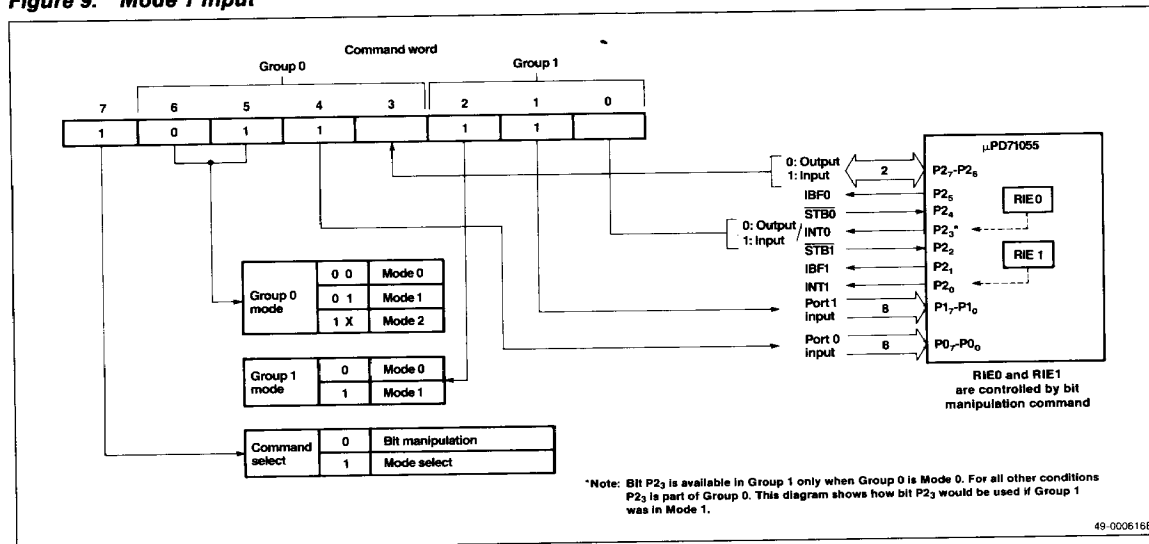 Figure 9. Mode 1 Input
Command word
Group 0
Group 1
7 6 5 4 3 2 1 0
1 0 1 1 1 1
μPD71055
0: Output
1: Input
2
P2₇-P2₆
IBF0
P2₅
RIE0
STB0
P2₄
0: Output
1: Input
INT0
P2₃*
STB1
P2₂
RIE 1
IBF1
P2₁
INT1
P2₀
Port 1
input
8
P1₇-P1₀
Port 0
input
8
P0₇-P0₀
RIE0 and RIE1
are controlled by bit
manipulation command
Group 0
mode
0 0 Mode 0
0 1 Mode 1
1 X Mode 2
Group 1
mode
0 Mode 0
1 Mode 1
Command
select
0 Bit manipulation
1 Mode select
*Note: Bit P2₃ is available in Group 1 only when Group 0 is Mode 0. For all other conditions
P2₃ is part of Group 0. This diagram shows how bit P2₃ would be used if Group 1
was in Mode 1.
49-000616B